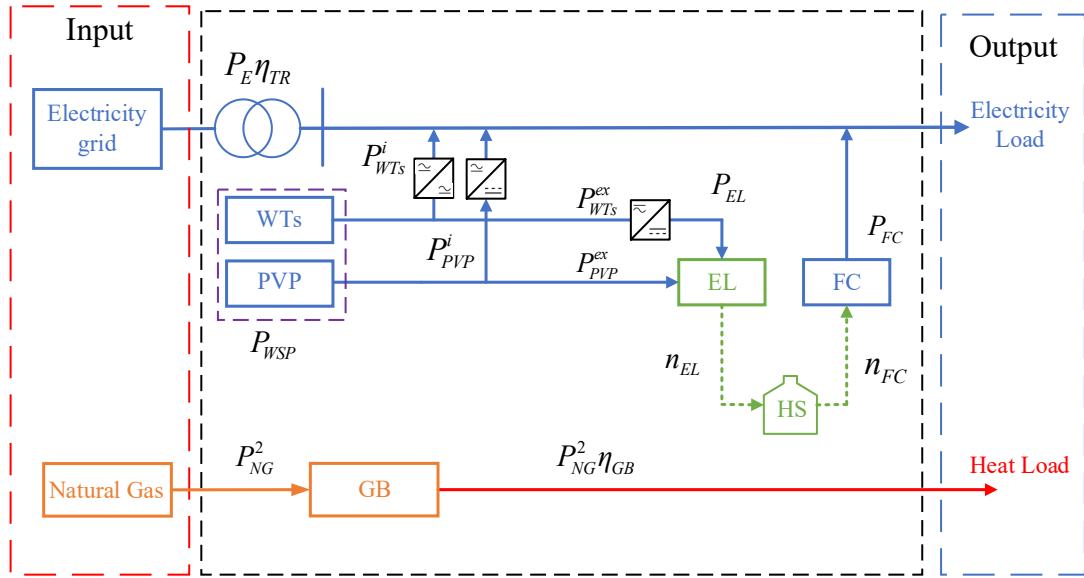 Input
Output
P_E η_TR
Electricity
grid
Electricity
Load
P^i_WTs
P^ex_WTs
P_EL
P_FC
WTs
P^i_PVP
P^ex_PVP
PVP
EL
FC
P_WSP
n_EL
n_FC
HS
P^2_NG
P^2_NG η_GB
Heat Load
Natural Gas
GB